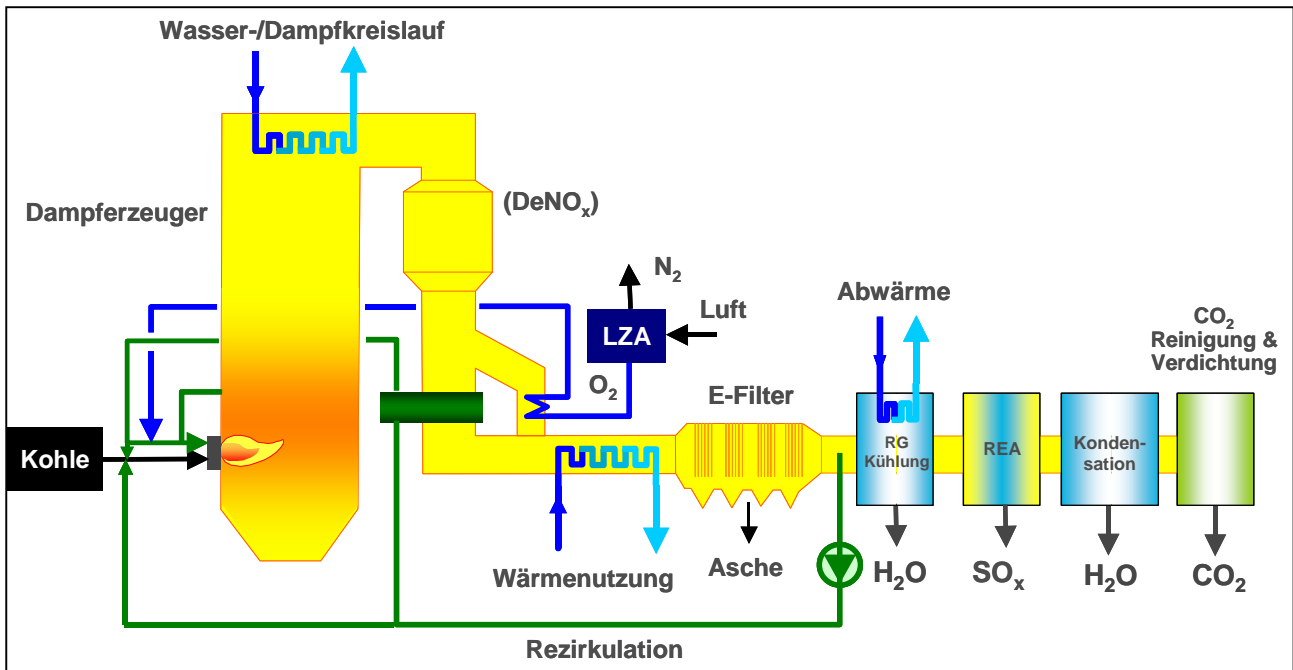 Wasser-/Dampfkreislauf
Dampferzeuger
(DeNOx)
N2
Luft
LZA
O2
E-Filter
Abwärme
CO2
Reinigung &
Verdichtung
Kohle
RG
Kühlung
REA
Konden-
sation
Wärmenutzung
Asche
H2O
SOx
H2O
CO2
Rezirkulation